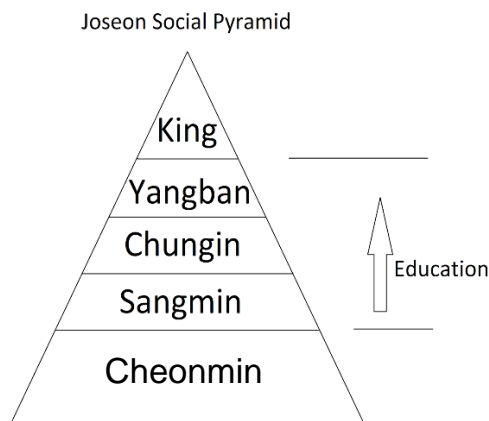 Joseon Social Pyramid
King
Yangban
Chungin
Education
Sangmin
Cheonmin